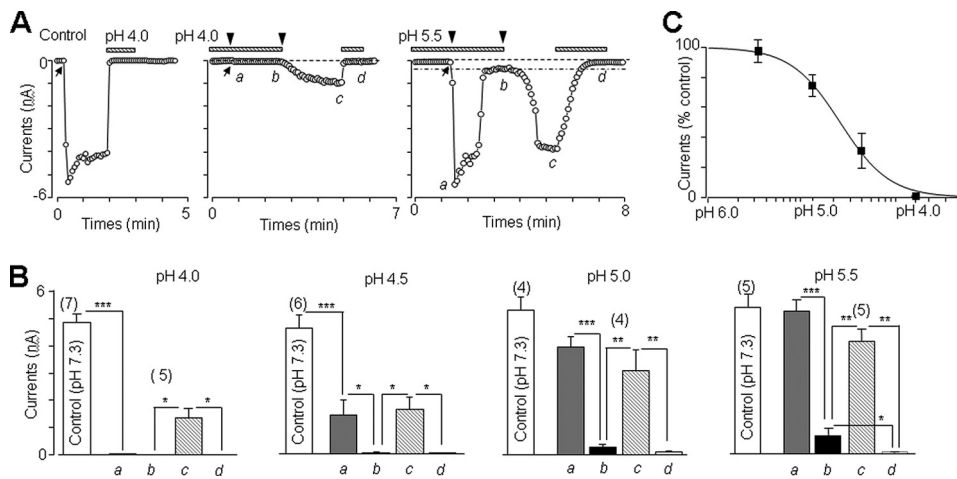 A
Control
pH 4.0
pH 4.0
pH 5.5
C
0
-6
Currents (nA)
0
5
Times (min)
a
b
c
d
0
7
Times (min)
a
b
c
d
0
8
Times (min)
100
0
Currents (% control)
pH 6.0
pH 5.0
pH 4.0
B
pH 4.0
pH 4.5
pH 5.0
pH 5.5
6
0
Currents (nA)
(7)
***
Control (pH 7.3)
( 5)
*
*
a
b
c
d
(6)
***
Control (pH 7.3)
*
*
*
a
b
c
d
(4)
Control (pH 7.3)
***
(4)
**
**
a
b
c
d
(5)
Control (pH 7.3)
***
(5)
**
**
*
a
b
c
d